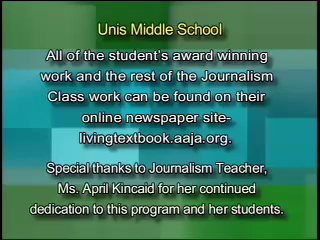 Unis Middle School
All of the student's award winning
work and the rest of the Journalism
Class work can be found on their
online newspaper site-
livingtextbook.aaja.org.
Special thanks to Journalism Teacher,
Ms. April Kincaid for her continued
dedication to this program and her students.